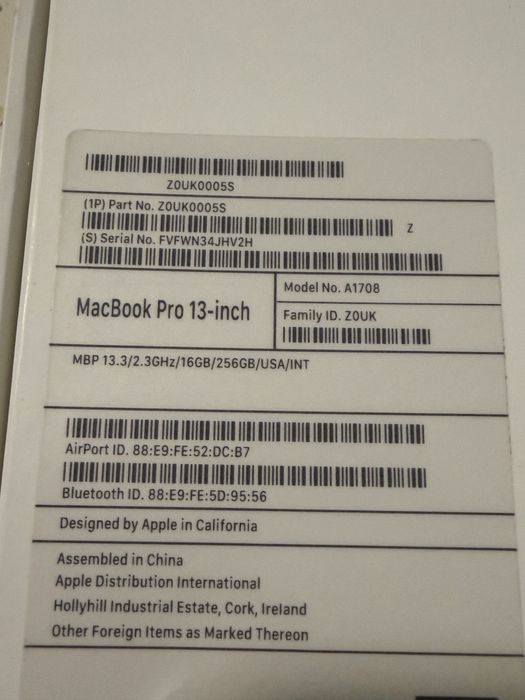 Z0UK0005S
(1P) Part No. Z0UK0005S
Z
(S) Serial No. FVFWN34JHV2H
MacBook Pro 13-inch
Model No. A1708
Family ID. Z0UK
MBP 13.3/2.3GHz/16GB/256GB/USA/INT
AirPort ID. 88:E9:FE:52:DC:B7
Bluetooth ID. 88:E9:FE:5D:95:56
Designed by Apple in California
Assembled in China
Apple Distribution International
Hollyhill Industrial Estate, Cork, Ireland
Other Foreign Items as Marked Thereon